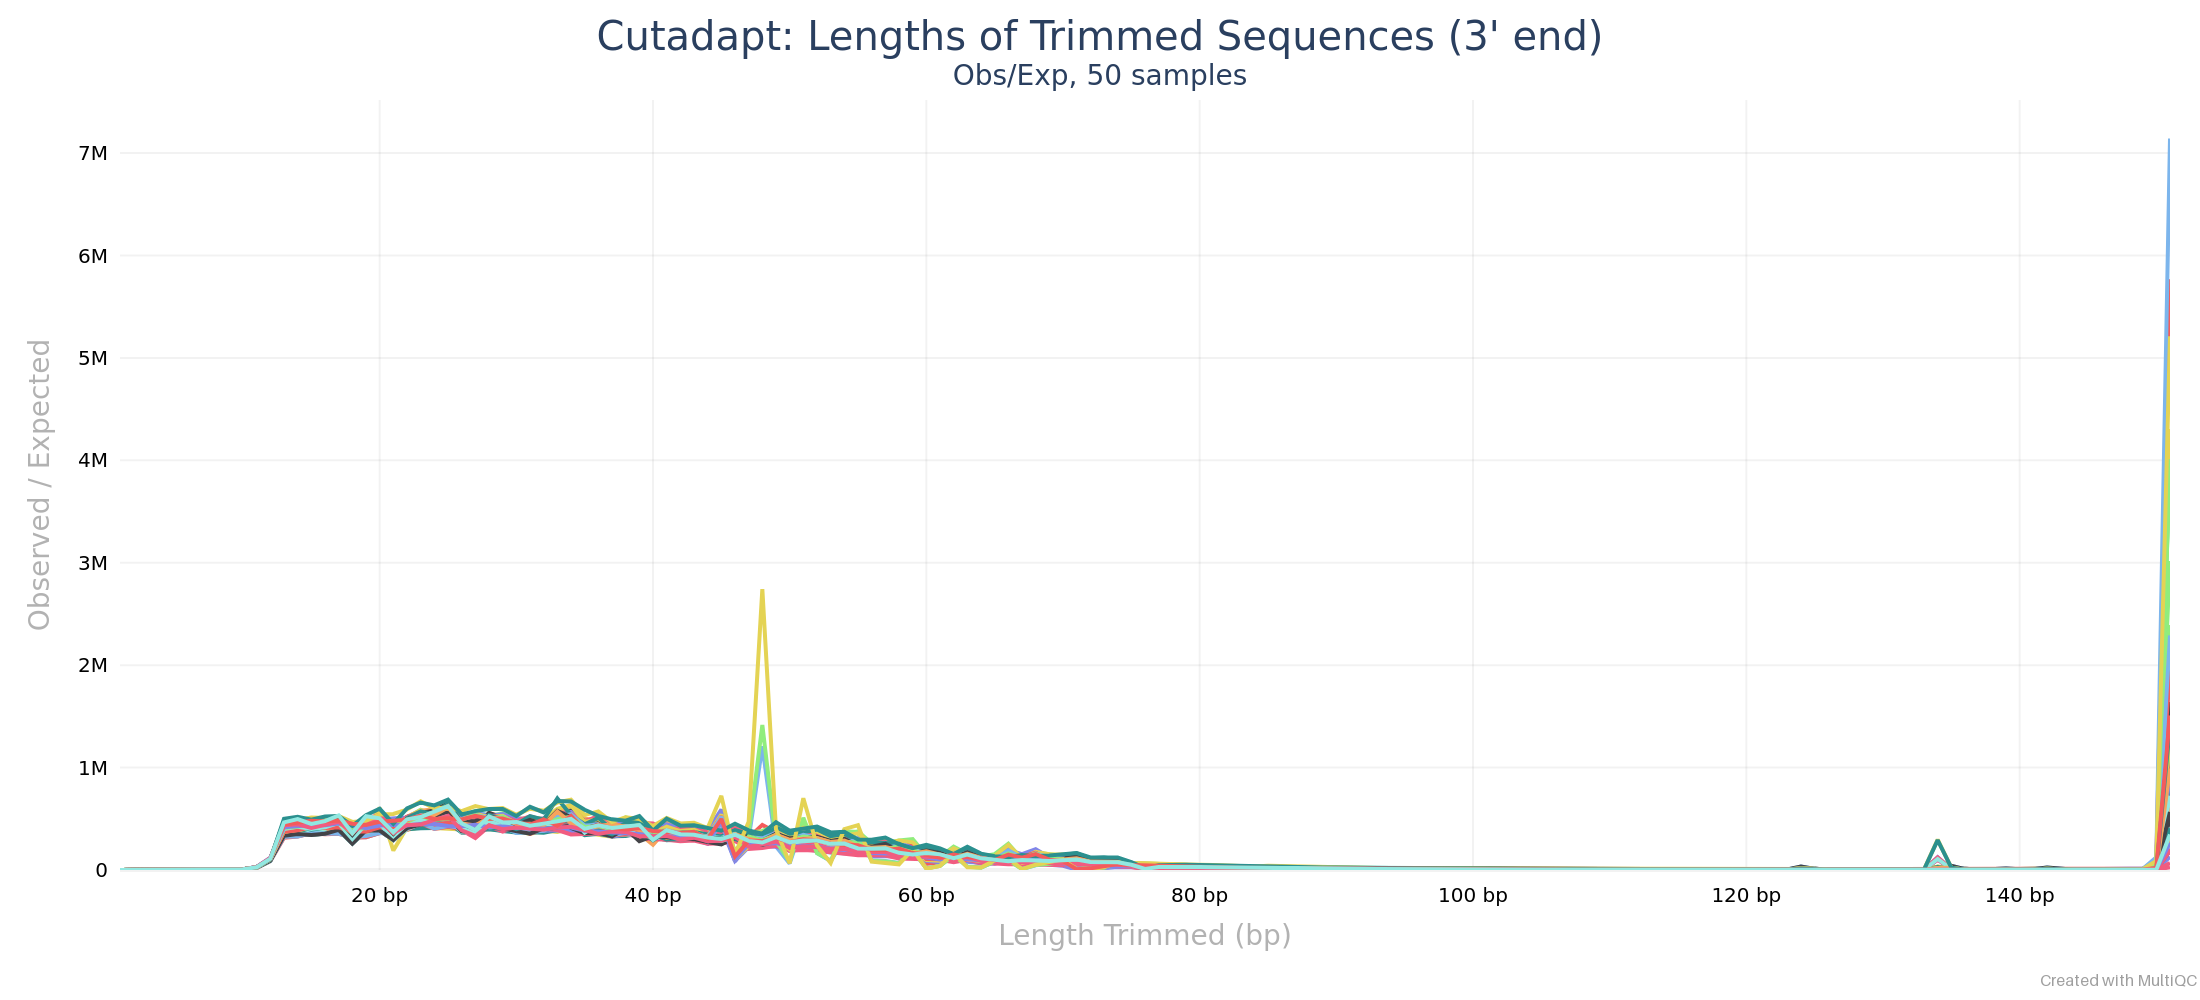 Cutadapt: Lengths of Trimmed Sequences (3' end)
Obs/Exp, 50 samples
Observed / Expected
7M
6M
5M
4M
3M
2M
1M
0
20 bp
40 bp
60 bp
80 bp
100 bp
120 bp
140 bp
Length Trimmed (bp)
Created with MultiQC